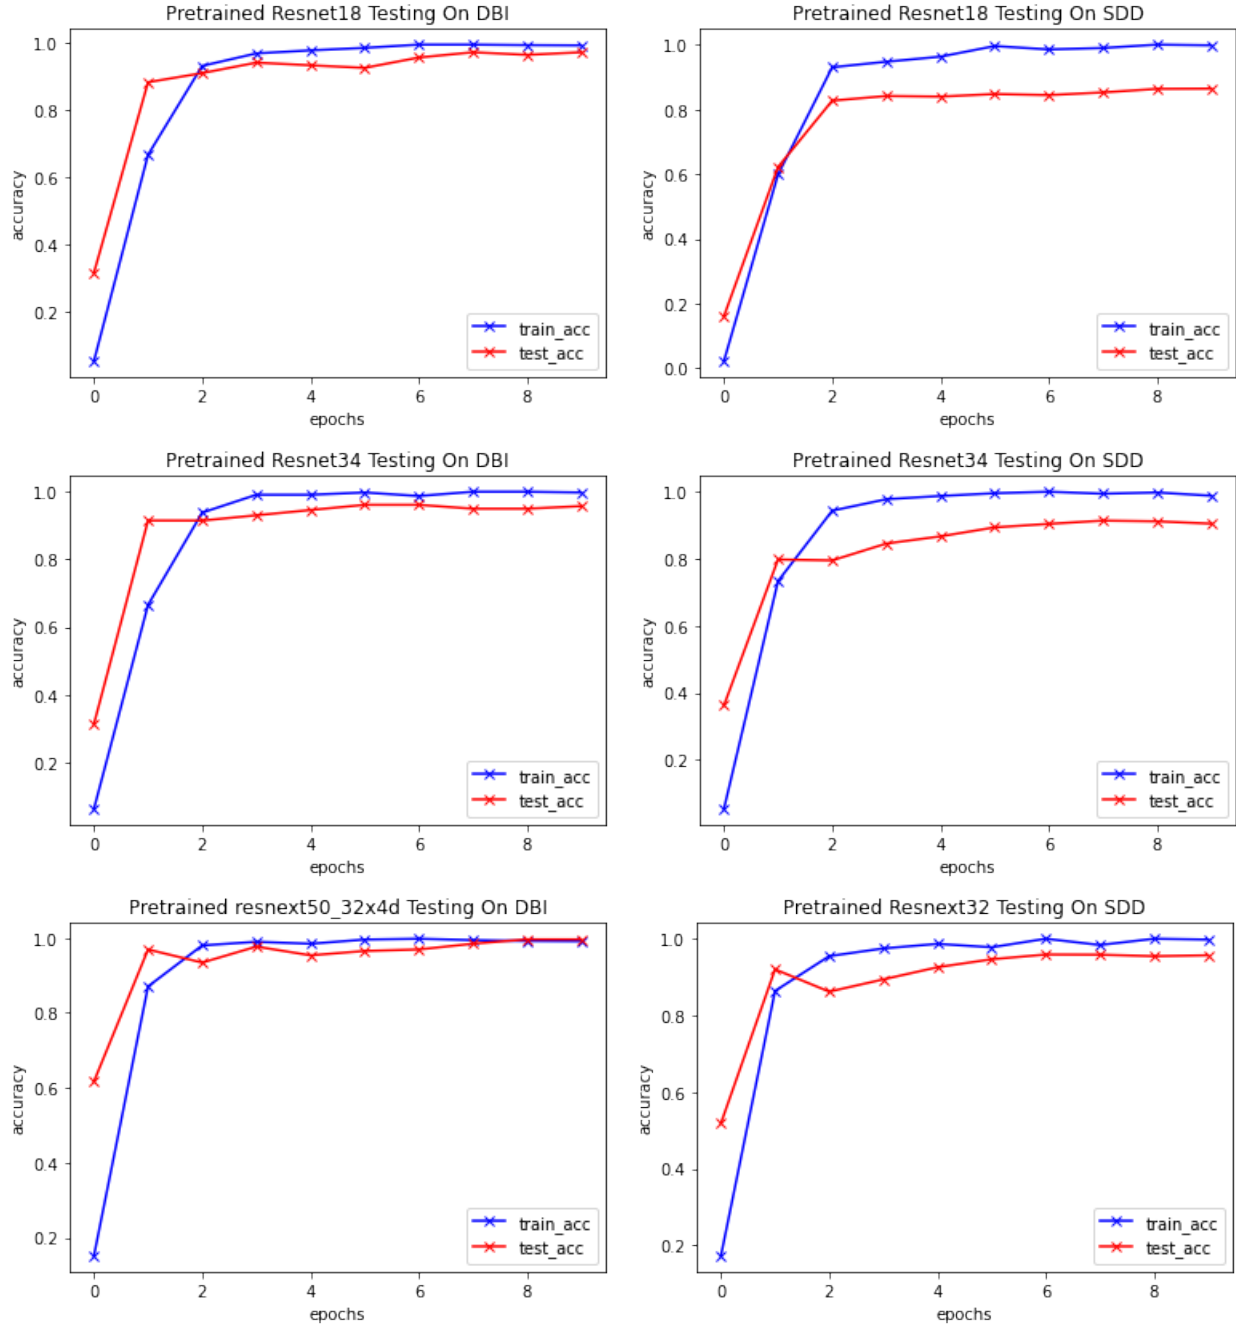 Pretrained Resnet18 Testing On DBI
1.0
0.8
0.6
0.4
0.2
accuracy
train_acc
test_acc
0 2 4 6 8
epochs
Pretrained Resnet18 Testing On SDD
1.0
0.8
0.6
0.4
0.2
0.0
accuracy
train_acc
test_acc
0 2 4 6 8
epochs
Pretrained Resnet34 Testing On DBI
1.0
0.8
0.6
0.4
0.2
accuracy
train_acc
test_acc
0 2 4 6 8
epochs
Pretrained Resnet34 Testing On SDD
1.0
0.8
0.6
0.4
0.2
accuracy
train_acc
test_acc
0 2 4 6 8
epochs
Pretrained resnext50_32x4d Testing On DBI
1.0
0.8
0.6
0.4
0.2
accuracy
train_acc
test_acc
0 2 4 6 8
epochs
Pretrained Resnext32 Testing On SDD
1.0
0.8
0.6
0.4
0.2
accuracy
train_acc
test_acc
0 2 4 6 8
epochs